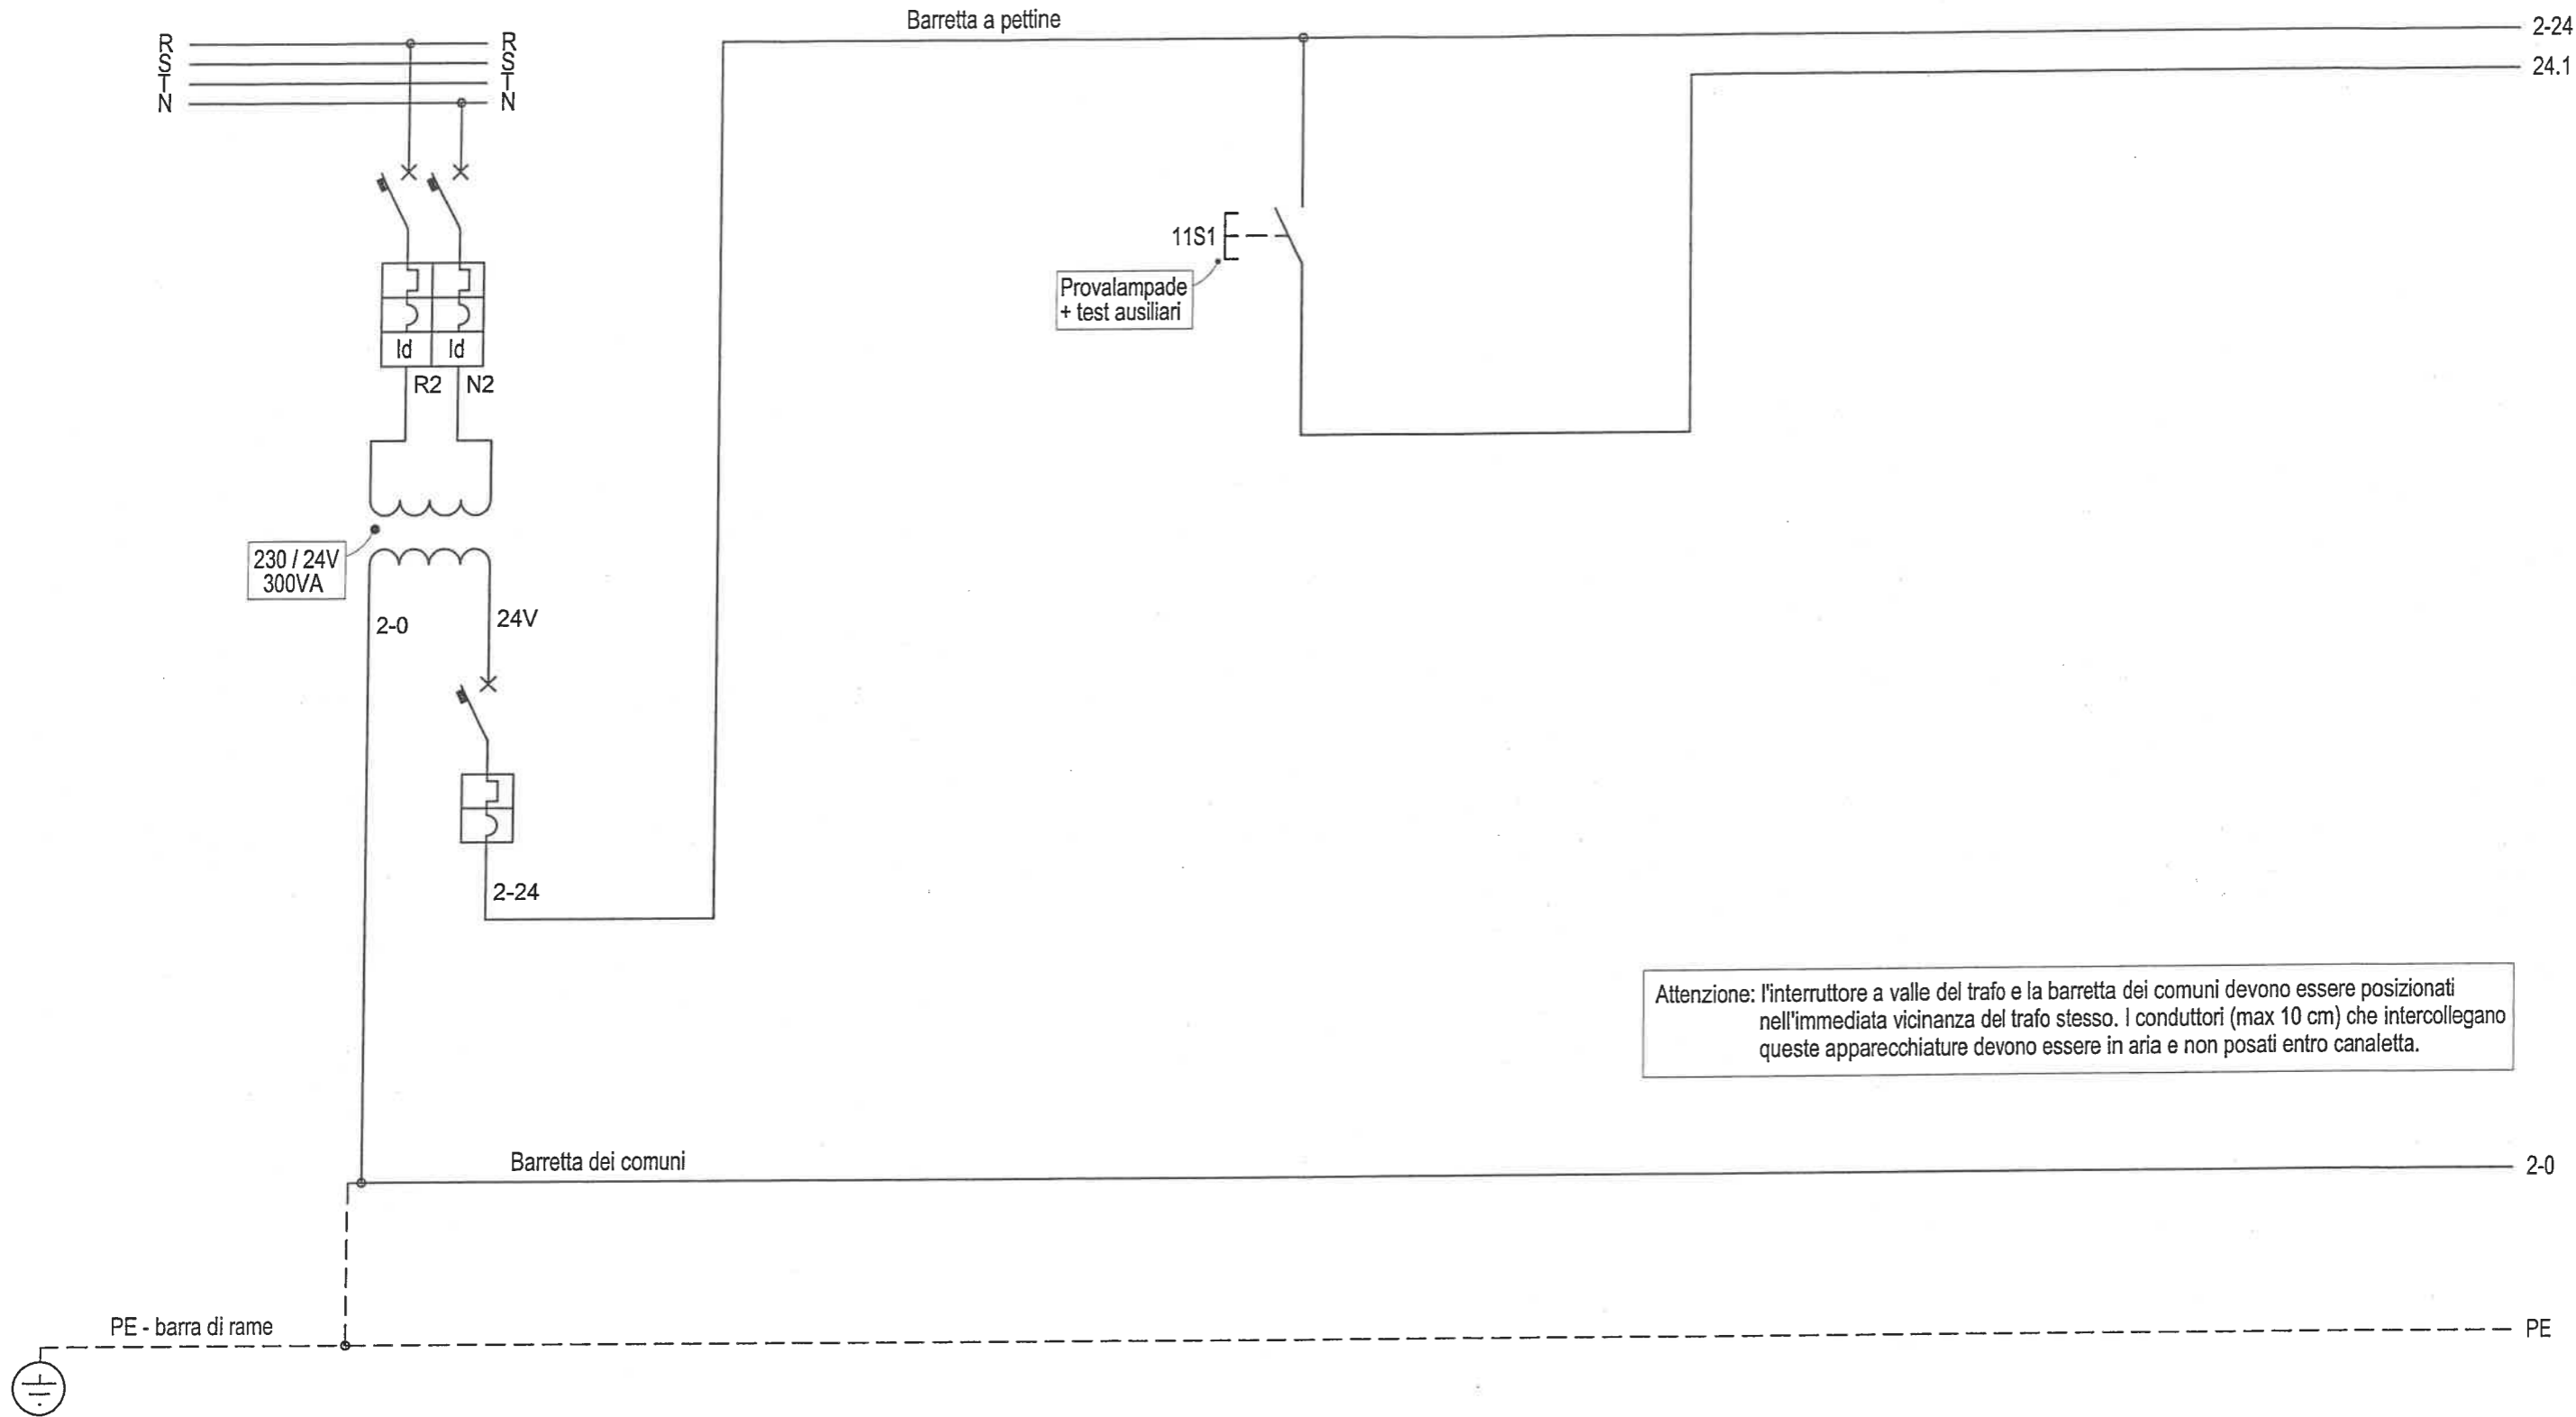 Barretta a pettine
2-24
24.1
R
S
T
N
R
S
T
N
11S1
Provalampade
+ test ausiliari
Id
Id
R2
N2
230 / 24V
300VA
2-0
24V
2-24
Attenzione: l'interruttore a valle del trafo e la barretta dei comuni devono essere posizionati
nell'immediata vicinanza del trafo stesso. I conduttori (max 10 cm) che intercollegano
queste apparecchiature devono essere in aria e non posati entro canaletta.
Barretta dei comuni
2-0
PE - barra di rame
PE